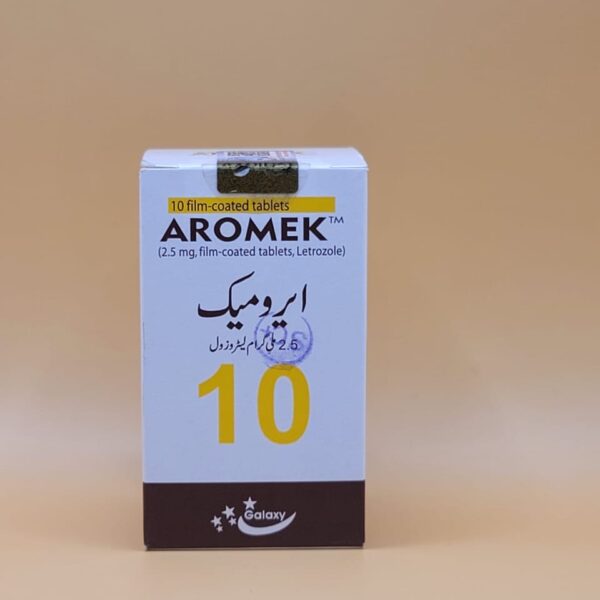 10 film-coated tablets
AROMEK™
(2.5 mg, film-coated tablets, Letrozole)
ایرومیک
2.5 ملی گرام لیٹروزول
10
Galaxy